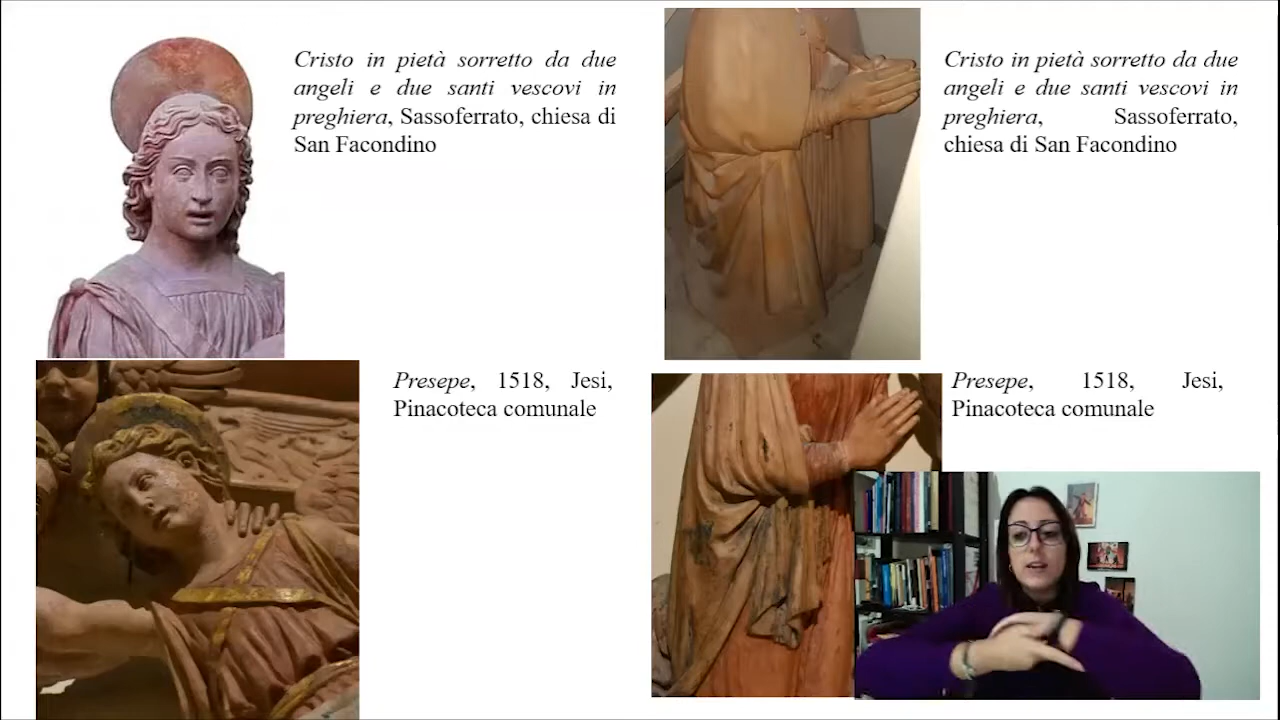 Cristo in pietà sorretto da due
angeli e due santi vescovi in
preghiera, Sassoferrato, chiesa di
San Facondino
Cristo in pietà sorretto da due
angeli e due santi vescovi in
preghiera, Sassoferrato,
chiesa di San Facondino
Presepe, 1518, Jesi,
Pinacoteca comunale
Presepe, 1518, Jesi,
Pinacoteca comunale